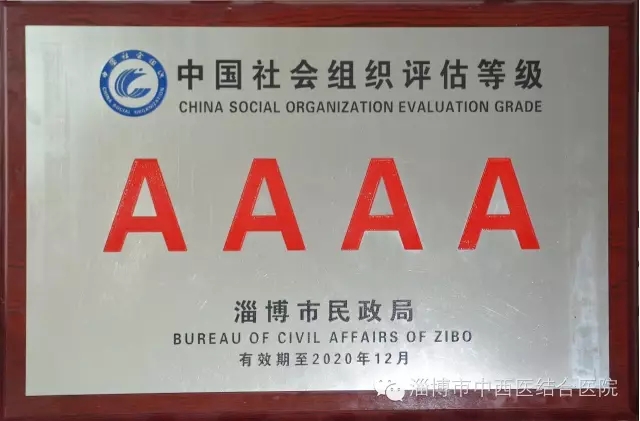 中国社会组织评估等级
CHINA SOCIAL ORGANIZATION EVALUATION GRADE
AAAA
淄博市民政局
BUREAU OF CIVIL AFFAIRS OF ZIBO
有效期至2020年12月
淄博市中西医结合医院